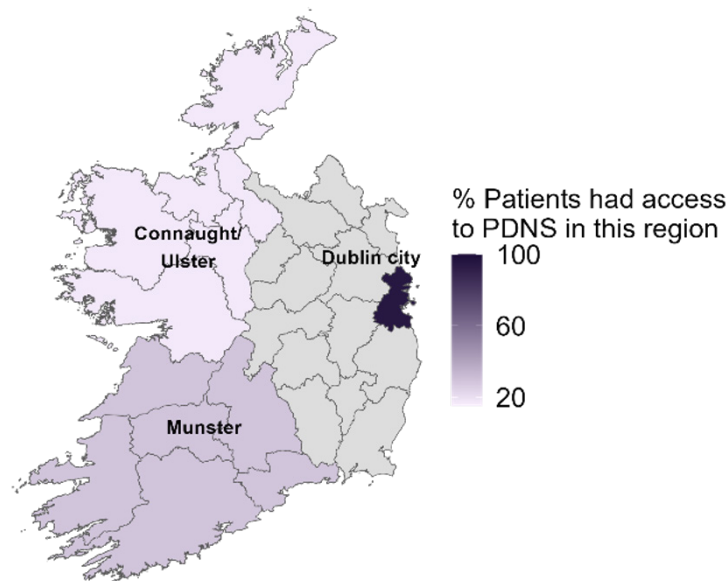 % Patients had access
to PDNS in this region
100
60
20
Connaught/
Ulster
Dublin city
Munster